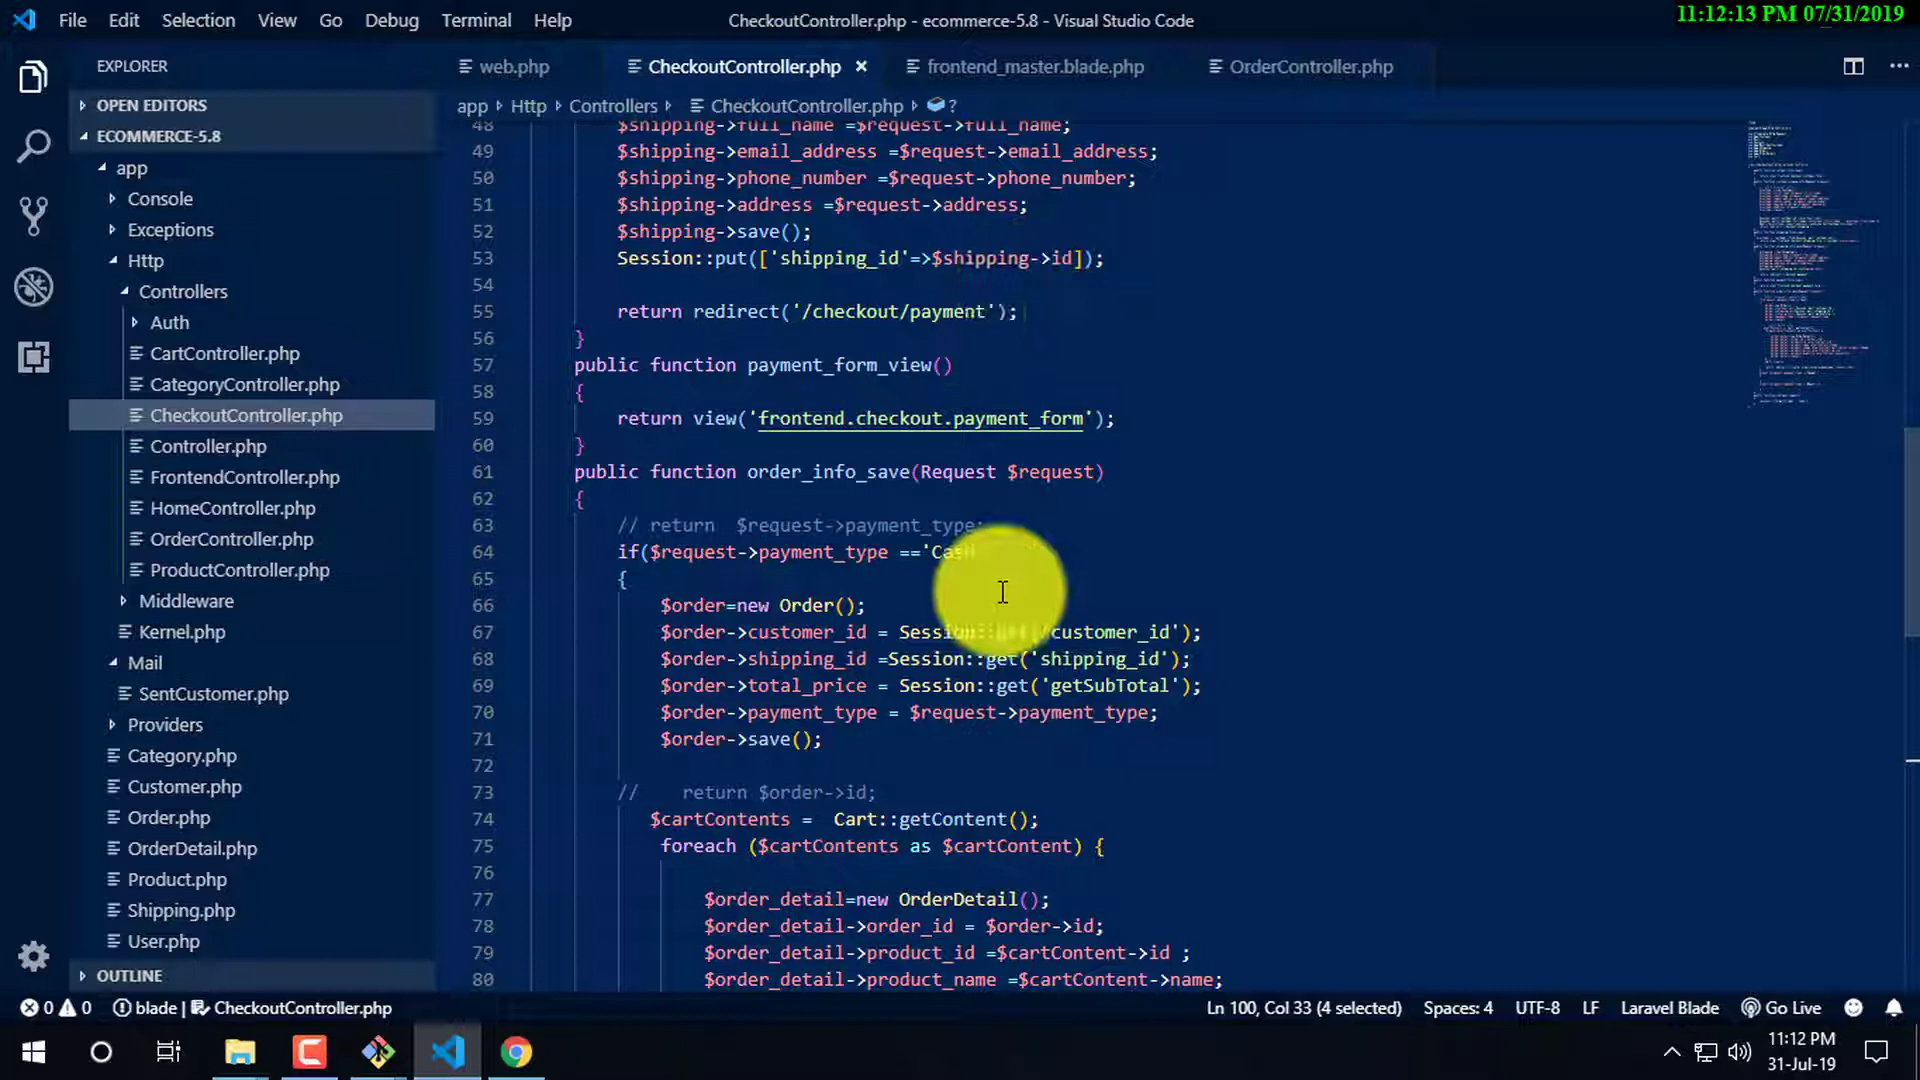 File Edit Selection View Go Debug Terminal Help
CheckoutController.php - ecommerce-5.8 - Visual Studio Code
11:12:13 PM 07/31/2019
EXPLORER
OPEN EDITORS
ECOMMERCE-5.8
app
Console
Exceptions
Http
Controllers
Auth
CartController.php
CategoryController.php
CheckoutController.php
Controller.php
FrontendController.php
HomeController.php
OrderController.php
ProductController.php
Middleware
Kernel.php
Mail
SentCustomer.php
Providers
Category.php
Customer.php
Order.php
OrderDetail.php
Product.php
Shipping.php
User.php
OUTLINE
web.php CheckoutController.php × frontend_master.blade.php OrderController.php
app Http Controllers CheckoutController.php ?
48 $shipping->full_name =$request->full_name;
49 $shipping->email_address =$request->email_address;
50 $shipping->phone_number =$request->phone_number;
51 $shipping->address =$request->address;
52 $shipping->save();
53 Session::put(['shipping_id'=>$shipping->id]);
54
55 return redirect('/checkout/payment');
56 }
57 public function payment_form_view()
58 {
59 return view('frontend.checkout.payment_form');
60 }
61 public function order_info_save(Request $request)
62 {
63 // return $request->payment_type;
64 if($request->payment_type =='Cash
65 {
66 $order=new Order();
67 $order->customer_id = Session::get('customer_id');
68 $order->shipping_id =Session::get('shipping_id');
69 $order->total_price = Session::get('getSubTotal');
70 $order->payment_type = $request->payment_type;
71 $order->save();
72
73 // return $order->id;
74 $cartContents = Cart::getContent();
75 foreach ($cartContents as $cartContent) {
76
77 $order_detail=new OrderDetail();
78 $order_detail->order_id = $order->id;
79 $order_detail->product_id =$cartContent->id ;
80 $order_detail->product_name =$cartContent->name;
0 0 blade | CheckoutController.php
Ln 100, Col 33 (4 selected) Spaces: 4 UTF-8 LF Laravel Blade Go Live
11:12 PM
31-Jul-19